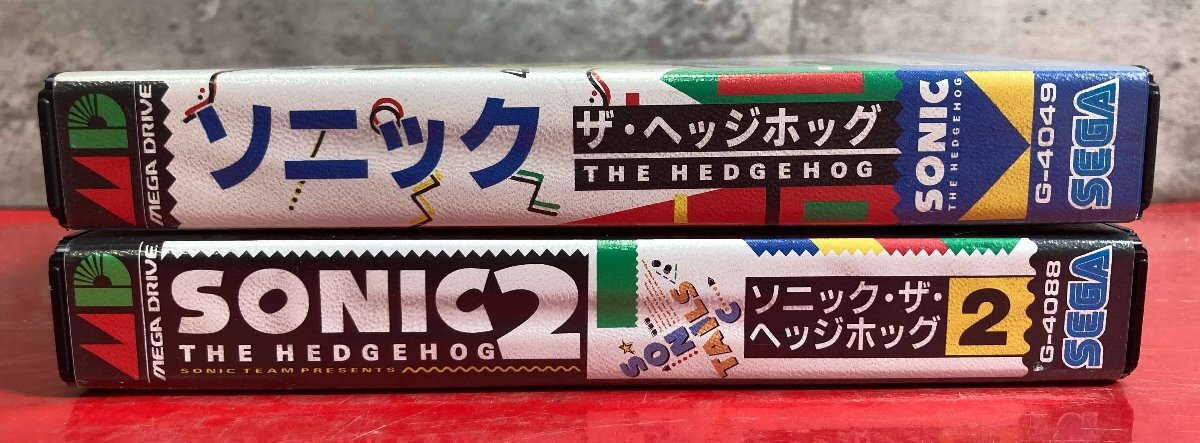 MD
MEGA DRIVE
ソニック
ザ・ヘッジホッグ
THE HEDGEHOG
SONIC
THE HEDGEHOG
G-4049
SEGA
MD
MEGA DRIVE
SONIC 2
THE HEDGEHOG
SONIC TEAM PRESENTS
SONIC
TAILS
ソニック・ザ・
ヘッジホッグ
2
G-4088
SEGA